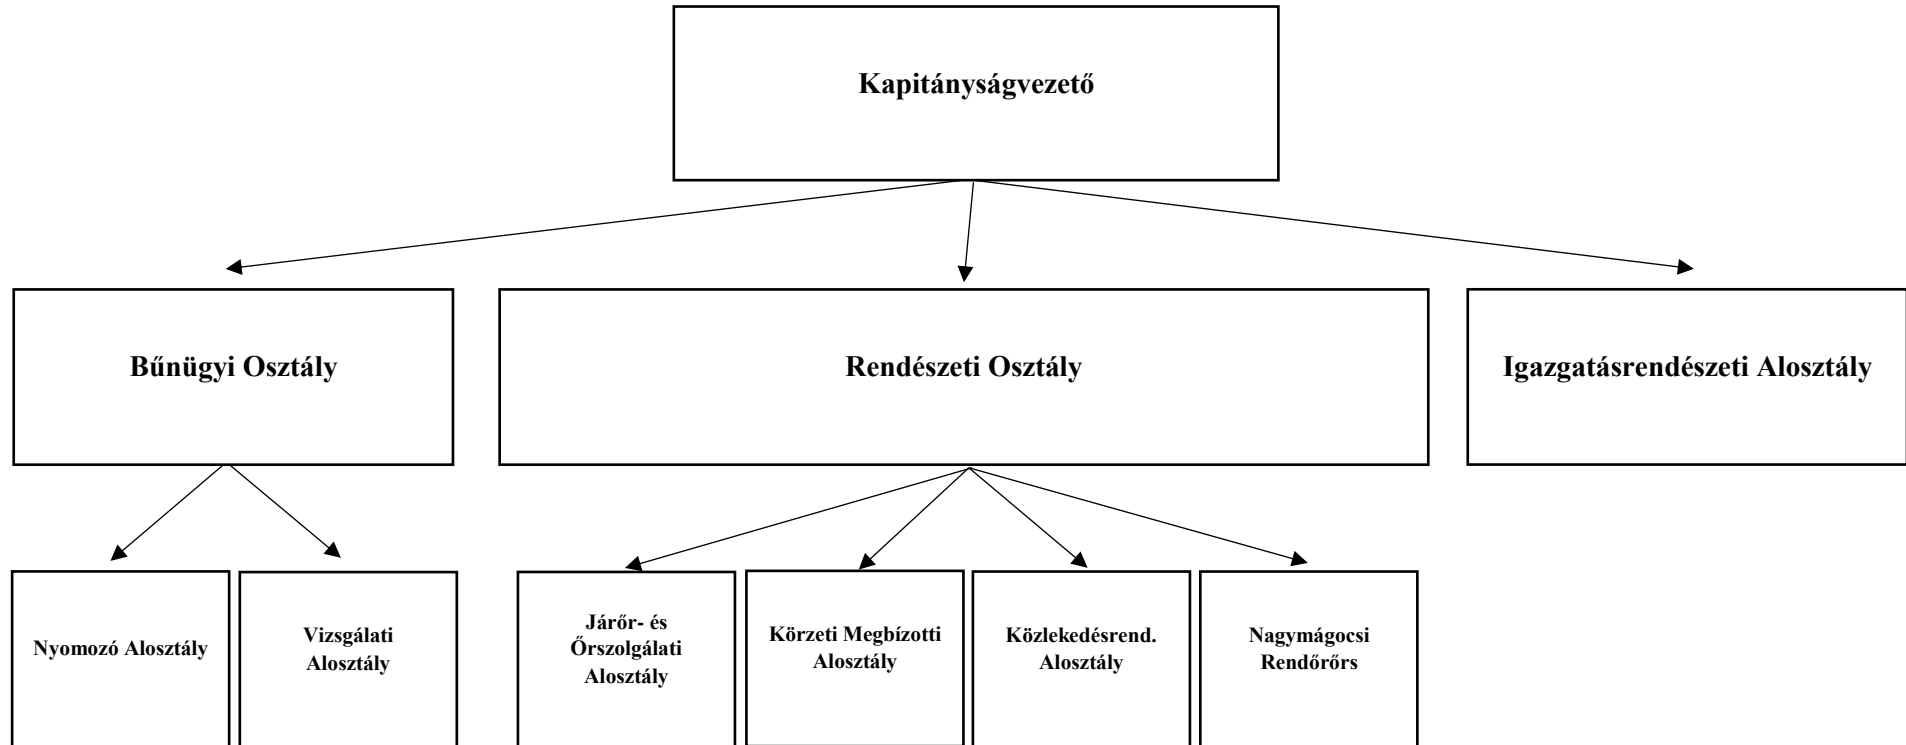 Kapitányságvezető
Bűnügyi Osztály
Rendészeti Osztály
Igazgatásrendészeti Alosztály
Nyomozó Alosztály
Vizsgálati
Alosztály
Járőr- és
Őrszolgálati
Alosztály
Körzeti Megbízotti
Alosztály
Közlekedésrend.
Alosztály
Nagymágocsi
Rendőrőrs